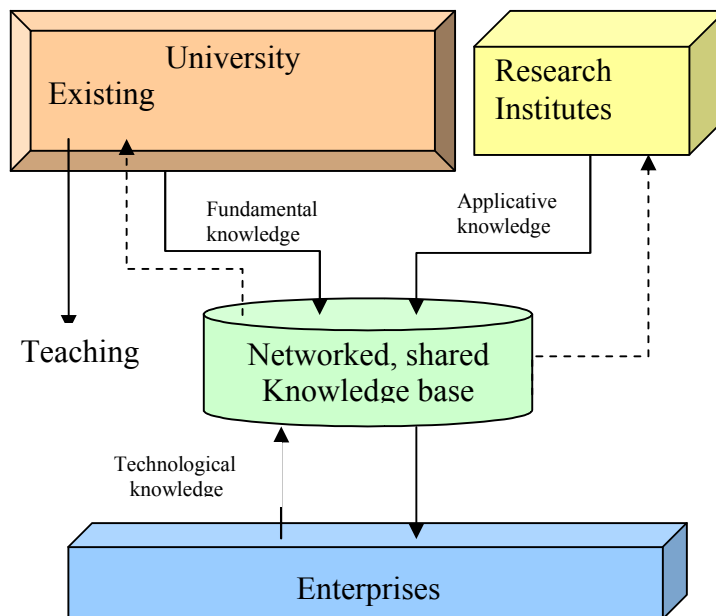 University
Existing
Research
Institutes
Fundamental
knowledge
Applicative
knowledge
Teaching
Networked, shared
Knowledge base
Technological
knowledge
Enterprises